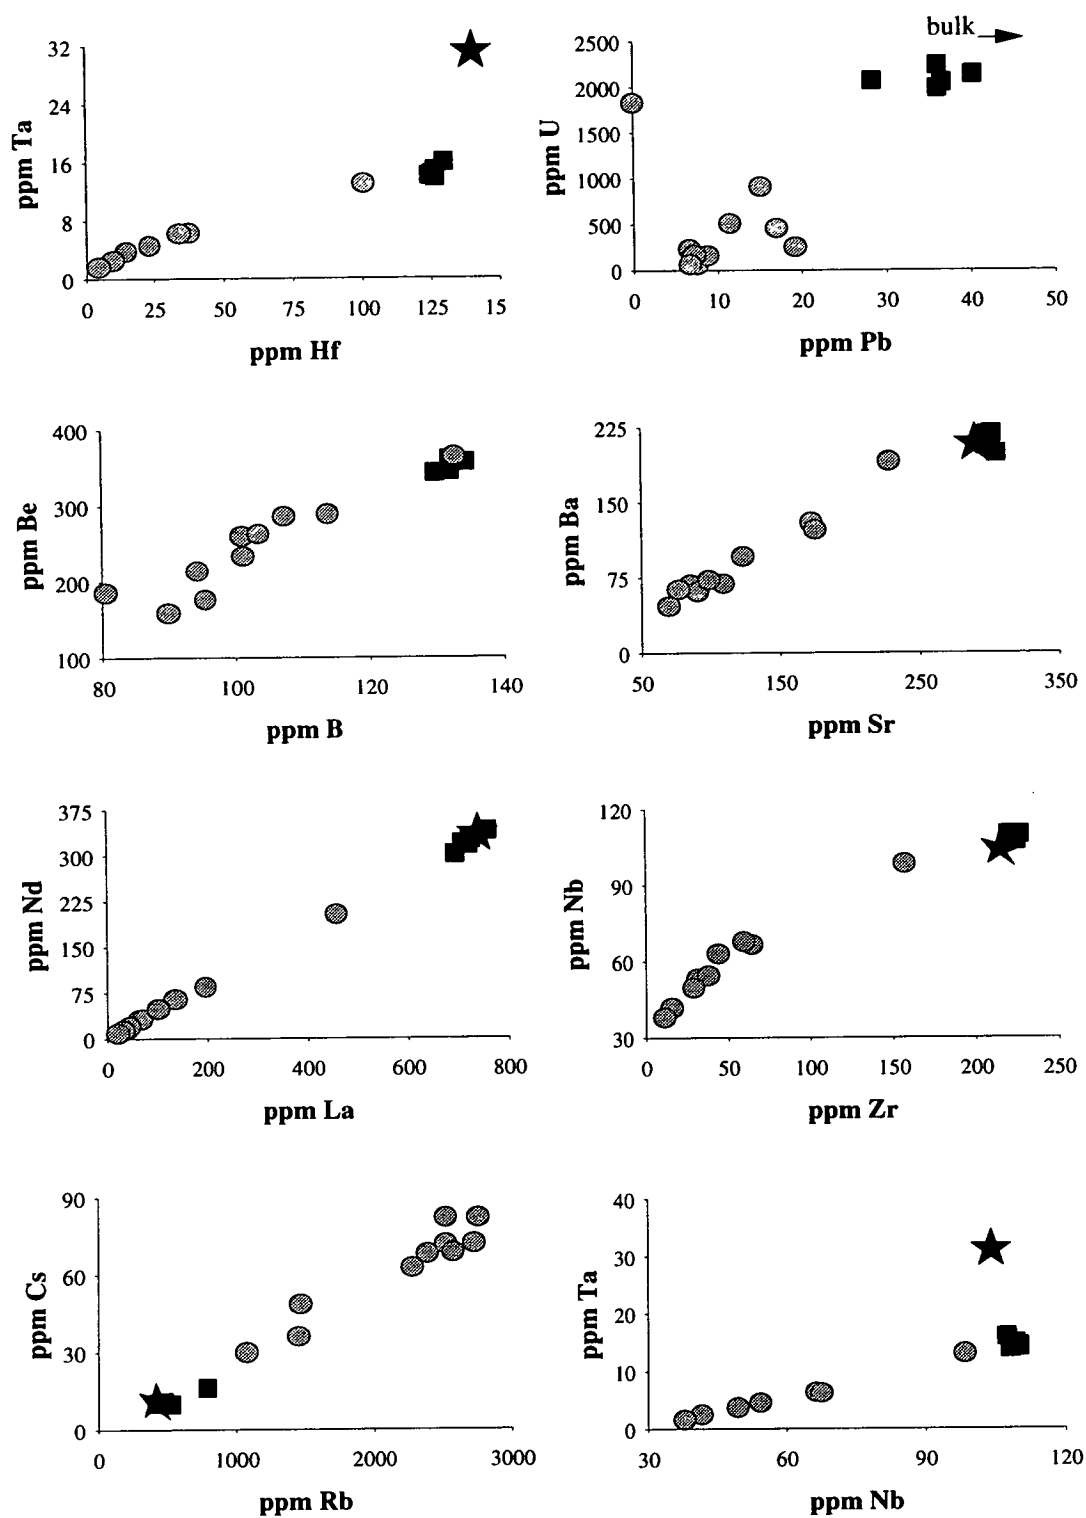 32
24
16
8
0
ppm Ta
0 25 50 75 100 125 15
ppm Hf
bulk
2500
2000
1500
1000
500
0
ppm U
0 10 20 30 40 50
ppm Pb
400
300
200
100
ppm Be
80 100 120 140
ppm B
225
150
75
0
ppm Ba
50 150 250 350
ppm Sr
375
300
225
150
75
0
ppm Nd
0 200 400 600 800
ppm La
120
90
60
30
ppm Nb
0 50 100 150 200 250
ppm Zr
90
60
30
0
ppm Cs
0 1000 2000 3000
ppm Rb
40
30
20
10
0
ppm Ta
30 60 90 120
ppm Nb